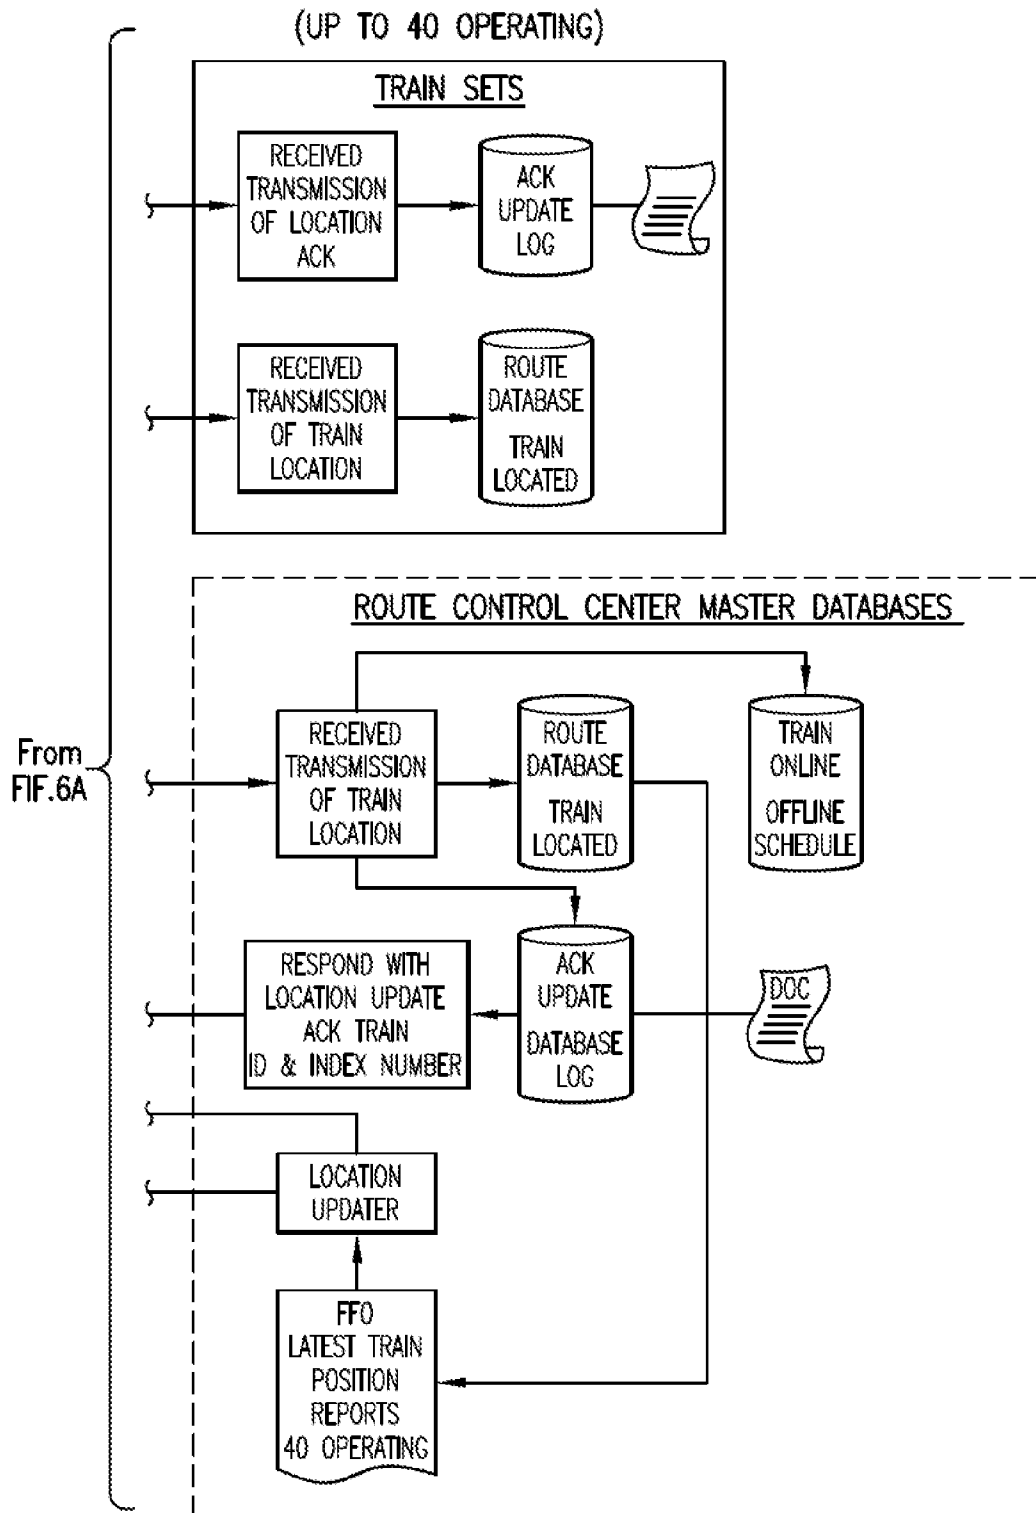 (UP TO 40 OPERATING)
TRAIN SETS
RECEIVED
TRANSMISSION
OF LOCATION
ACK
ACK
UPDATE
LOG
RECEIVED
TRANSMISSION
OF TRAIN
LOCATION
ROUTE
DATABASE
TRAIN
LOCATED
From
FIF.6A
ROUTE CONTROL CENTER MASTER DATABASES
RECEIVED
TRANSMISSION
OF TRAIN
LOCATION
ROUTE
DATABASE
TRAIN
LOCATED
TRAIN
ONLINE
OFFLINE
SCHEDULE
RESPOND WITH
LOCATION UPDATE
ACK TRAIN
ID & INDEX NUMBER
ACK
UPDATE
DATABASE
LOG
DOC
LOCATION
UPDATER
FFO
LATEST TRAIN
POSITION
REPORTS
40 OPERATING